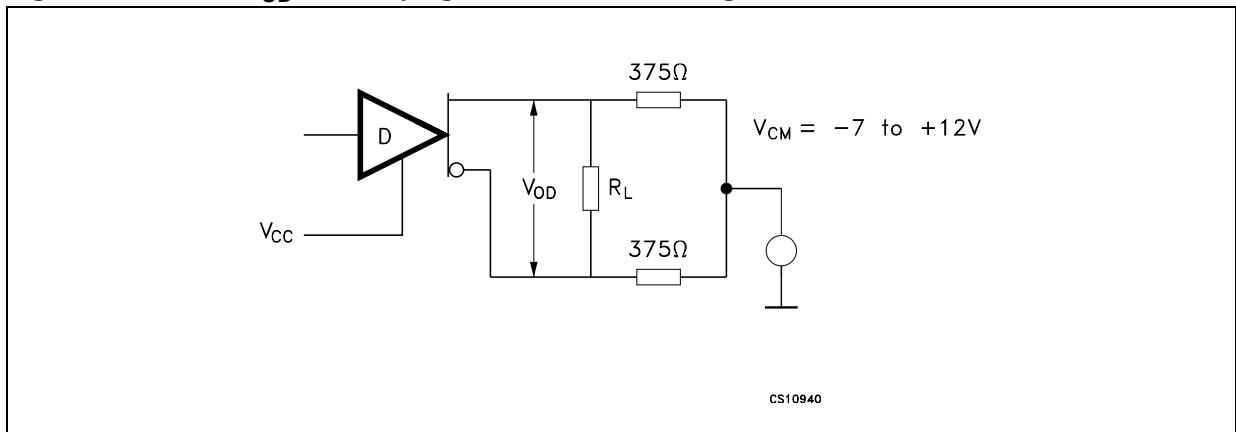 375Ω
D
V_CM = -7 to +12V
V_OD
R_L
V_CC
375Ω
CS10940